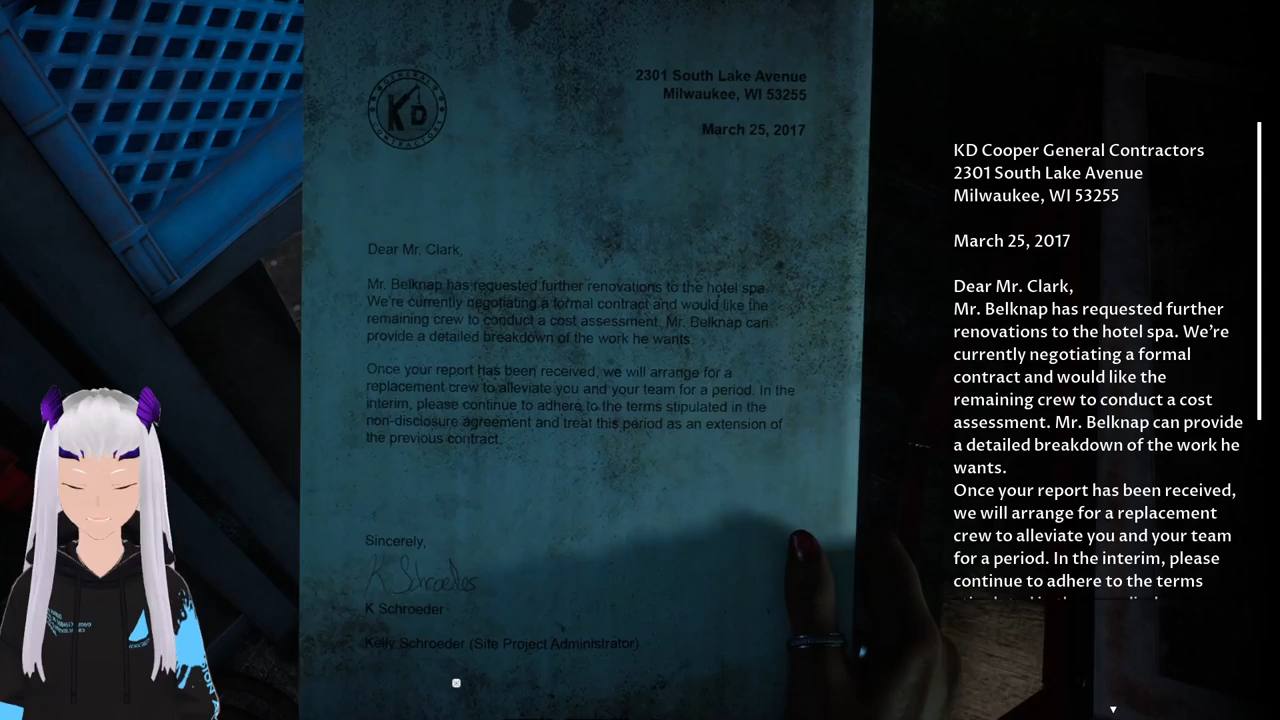 GENERAL
KD
CONTRACTORS
2301 South Lake Avenue
Milwaukee, WI 53255
March 25, 2017
Dear Mr. Clark,
Mr. Belknap has requested further renovations to the hotel spa.
We're currently negotiating a formal contract and would like the
remaining crew to conduct a cost assessment. Mr. Belknap can
provide a detailed breakdown of the work he wants.
Once your report has been received, we will arrange for a
replacement crew to alleviate you and your team for a period. In the
interim, please continue to adhere to the terms stipulated in the
non-disclosure agreement and treat this period as an extension of
the previous contract.
Sincerely,
K Schroeder
K Schroeder
Kelly Schroeder (Site Project Administrator)
KD Cooper General Contractors
2301 South Lake Avenue
Milwaukee, WI 53255
March 25, 2017
Dear Mr. Clark,
Mr. Belknap has requested further
renovations to the hotel spa. We're
currently negotiating a formal
contract and would like the
remaining crew to conduct a cost
assessment. Mr. Belknap can provide
a detailed breakdown of the work he
wants.
Once your report has been received,
we will arrange for a replacement
crew to alleviate you and your team
for a period. In the interim, please
continue to adhere to the terms